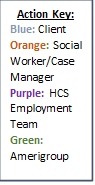 Action Key:
Blue: Client
Orange: Social
Worker/Case
Manager
Purple: HCS
Employment
Team
Green:
Amerigroup